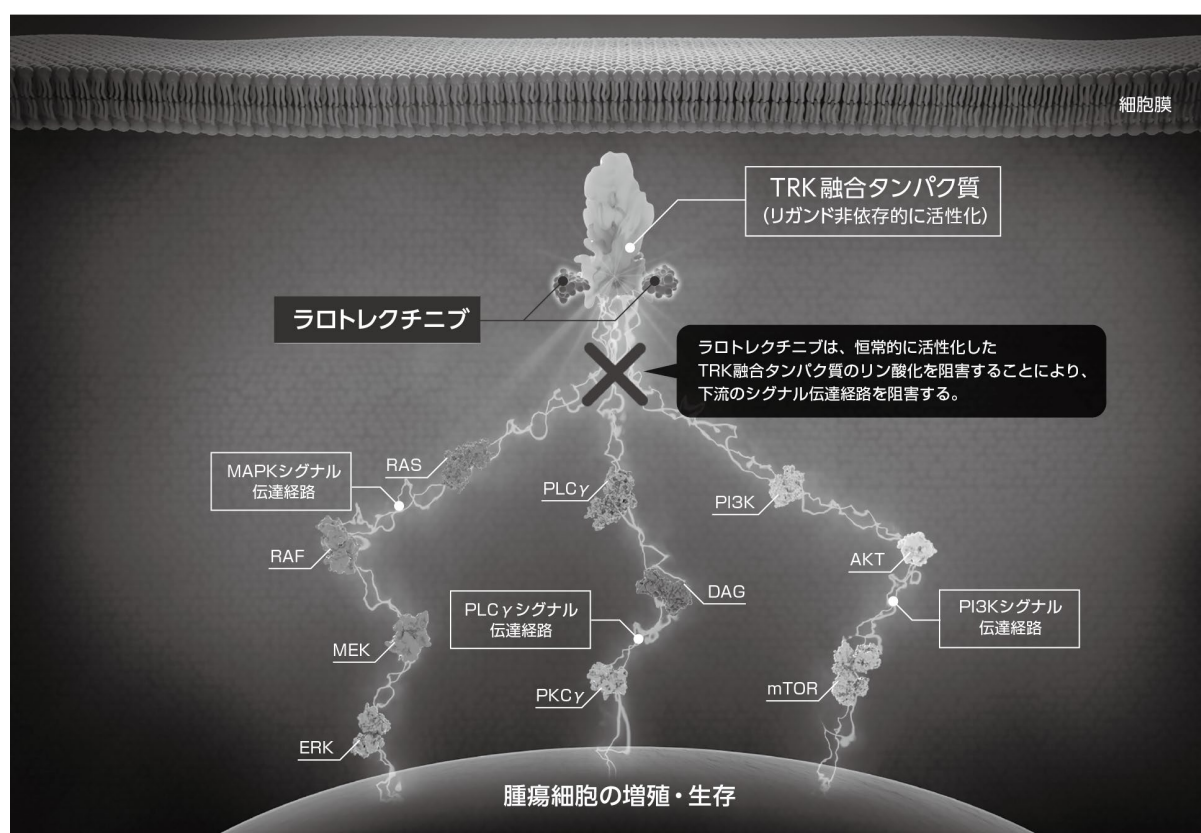 細胞膜
TRK融合タンパク質
(リガンド非依存的に活性化)
ラロトレクチニブ
ラロトレクチニブは、恒常的に活性化した
TRK融合タンパク質のリン酸化を阻害することにより、
下流のシグナル伝達経路を阻害する。
MAPKシグナル
伝達経路
RAS
RAF
MEK
ERK
PLCγ
DAG
PLCγシグナル
伝達経路
PKCγ
PI3K
AKT
PI3Kシグナル
伝達経路
mTOR
腫瘍細胞の増殖・生存